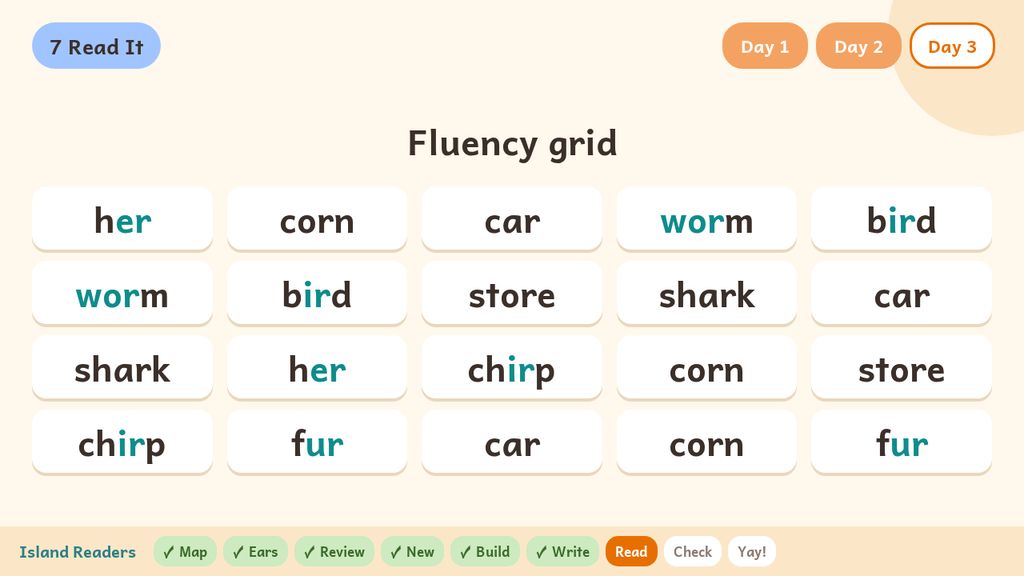 7 Read It
Day 1 Day 2 Day 3
Fluency grid
her corn car worm bird
worm bird store shark car
shark her chirp corn store
chirp fur car corn fur
Island Readers ✓ Map ✓ Ears ✓ Review ✓ New ✓ Build ✓ Write Read Check Yay!